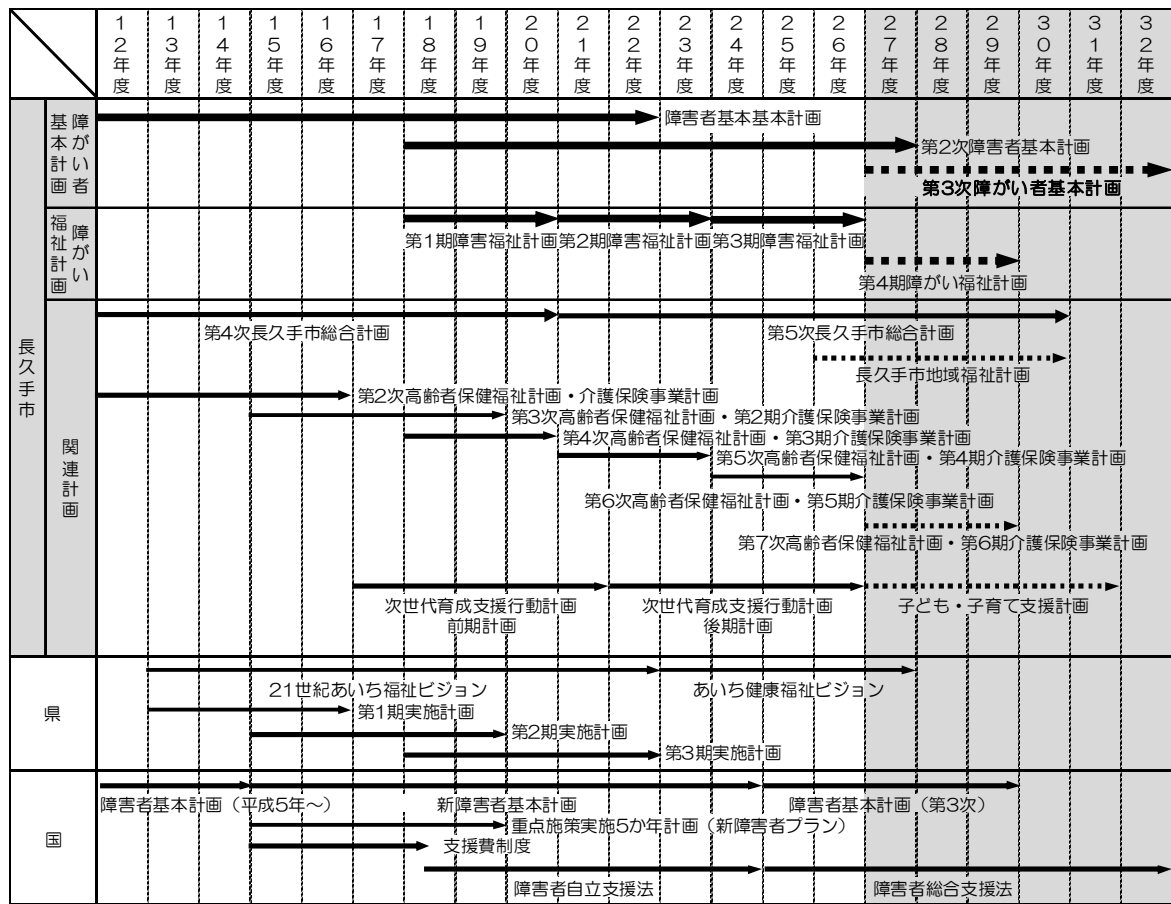 12年度
13年度
14年度
15年度
16年度
17年度
18年度
19年度
20年度
21年度
22年度
23年度
24年度
25年度
26年度
27年度
28年度
29年度
30年度
31年度
32年度
長久手市
障がい者
基本計画
障害者基本基本計画
第2次障害者基本計画
第3次障がい者基本計画
障がい
福祉計画
第1期障害福祉計画
第2期障害福祉計画
第3期障害福祉計画
第4期障がい福祉計画
関連計画
第4次長久手市総合計画
第5次長久手市総合計画
長久手市地域福祉計画
第2次高齢者保健福祉計画・介護保険事業計画
第3次高齢者保健福祉計画・第2期介護保険事業計画
第4次高齢者保健福祉計画・第3期介護保険事業計画
第5次高齢者保健福祉計画・第4期介護保険事業計画
第6次高齢者保健福祉計画・第5期介護保険事業計画
第7次高齢者保健福祉計画・第6期介護保険事業計画
次世代育成支援行動計画
前期計画
次世代育成支援行動計画
後期計画
子ども・子育て支援計画
県
21世紀あいち福祉ビジョン
あいち健康福祉ビジョン
第1期実施計画
第2期実施計画
第3期実施計画
国
障害者基本計画（平成5年～）
新障害者基本計画
障害者基本計画（第3次）
重点施策実施5か年計画（新障害者プラン）
支援費制度
障害者自立支援法
障害者総合支援法